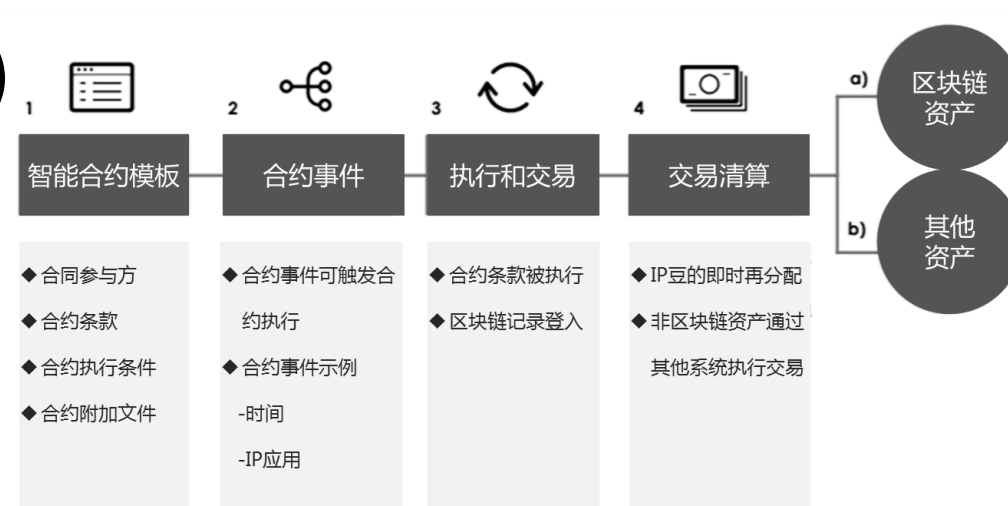 1
智能合约模板
◆ 合同参与方
◆ 合约条款
◆ 合约执行条件
◆ 合约附加文件
2
合约事件
◆ 合约事件可触发合
约执行
◆ 合约事件示例
-时间
-IP应用
3
执行和交易
◆ 合约条款被执行
◆ 区块链记录登入
4
交易清算
◆ IP豆的即时再分配
◆ 非区块链资产通过
其他系统执行交易
a)
区块链
资产
b)
其他
资产